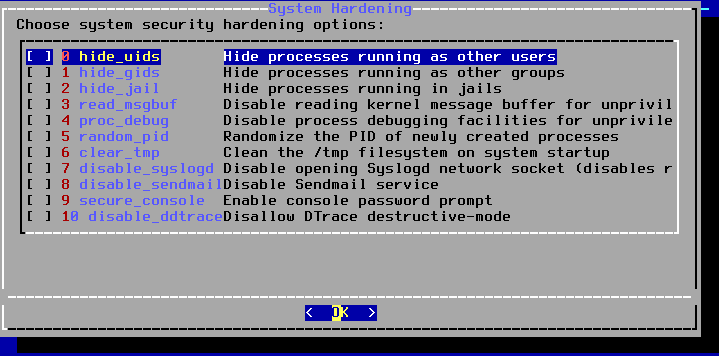 System Hardening
Choose system security hardening options:
[ ] 0 hide_uids Hide processes running as other users
[ ] 1 hide_gids Hide processes running as other groups
[ ] 2 hide_jail Hide processes running in jails
[ ] 3 read_msgbuf Disable reading kernel message buffer for unprivil
[ ] 4 proc_debug Disable process debugging facilities for unprivile
[ ] 5 random_pid Randomize the PID of newly created processes
[ ] 6 clear_tmp Clean the /tmp filesystem on system startup
[ ] 7 disable_syslogd Disable opening Syslogd network socket (disables r
[ ] 8 disable_sendmail Disable Sendmail service
[ ] 9 secure_console Enable console password prompt
[ ] 10 disable_ddtrace Disallow DTrace destructive-mode
< OK >